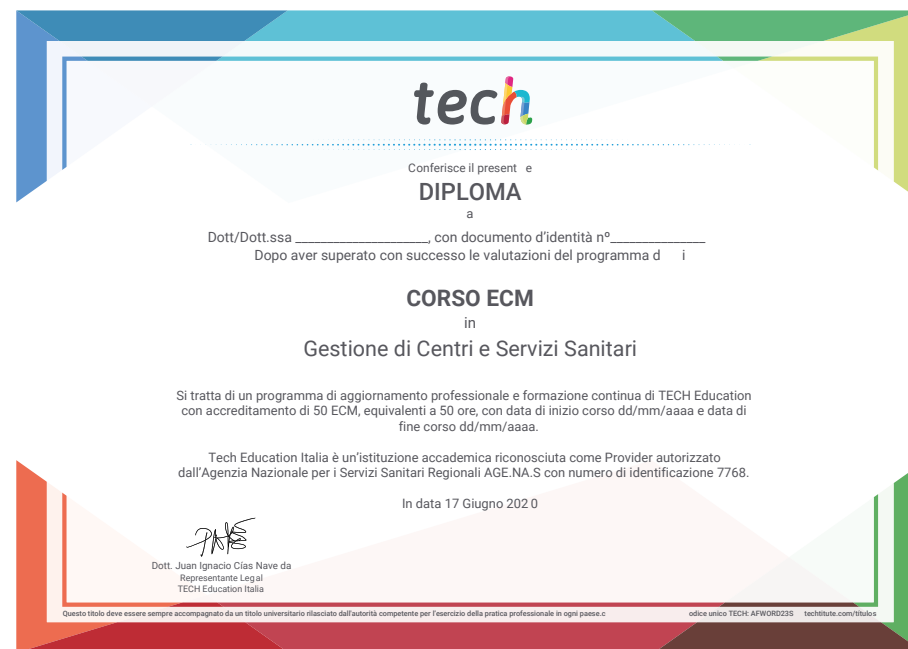 tech
Conferisce il present e
DIPLOMA
a
Dott/Dott.ssa ____________________, con documento d'identità nº______________
Dopo aver superato con successo le valutazioni del programma d i
CORSO ECM
in
Gestione di Centri e Servizi Sanitari
Si tratta di un programma di aggiornamento professionale e formazione continua di TECH Education
con accreditamento di 50 ECM, equivalenti a 50 ore, con data di inizio corso dd/mm/aaaa e data di
fine corso dd/mm/aaaa.
Tech Education Italia è un'istituzione accademica riconosciuta come Provider autorizzato
dall'Agenzia Nazionale per i Servizi Sanitari Regionali AGE.NA.S con numero di identificazione 7768.
In data 17 Giugno 202 0
Dott. Juan Ignacio Cías Nave da
Representante Legal
TECH Education Italia
Questo titolo deve essere sempre accompagnato da un titolo universitario rilasciato dall'autorità competente per l'esercizio della pratica professionale in ogni paese.c odice unico TECH: AFWORD23S techtitute.com/titulos